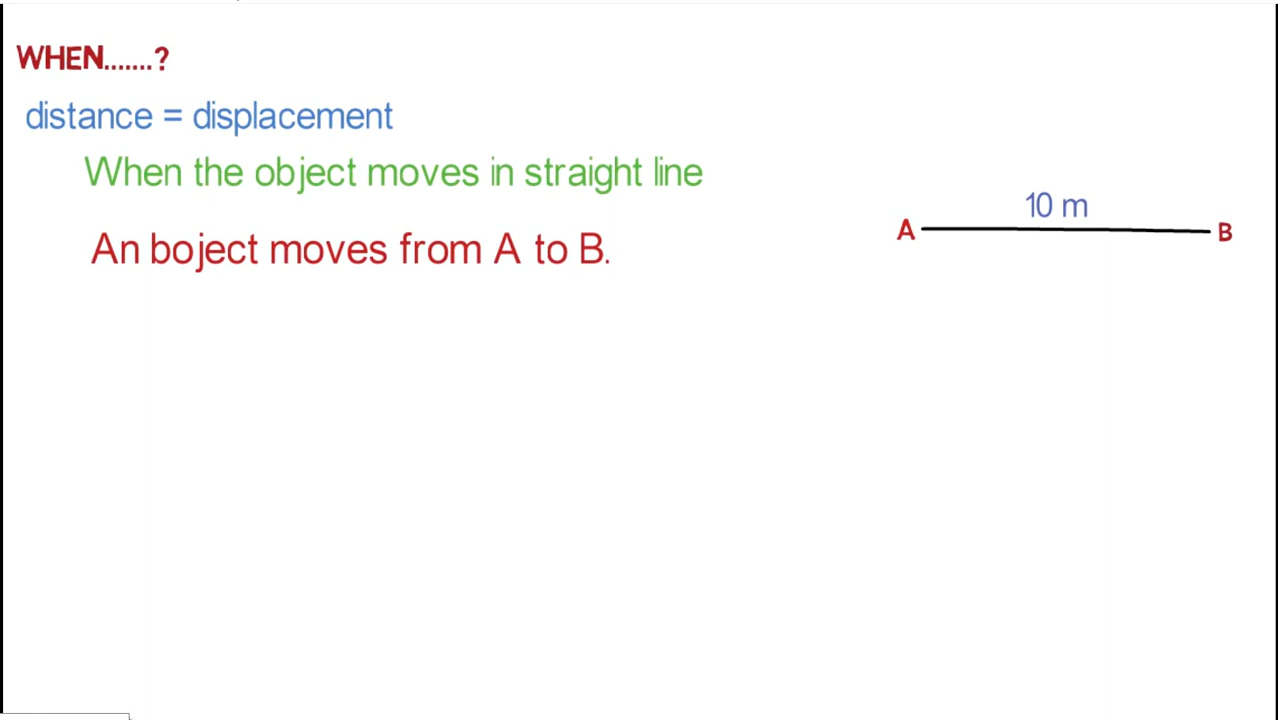 WHEN.......?
distance = displacement
When the object moves in straight line
10 m
A
B
An boject moves from A to B.